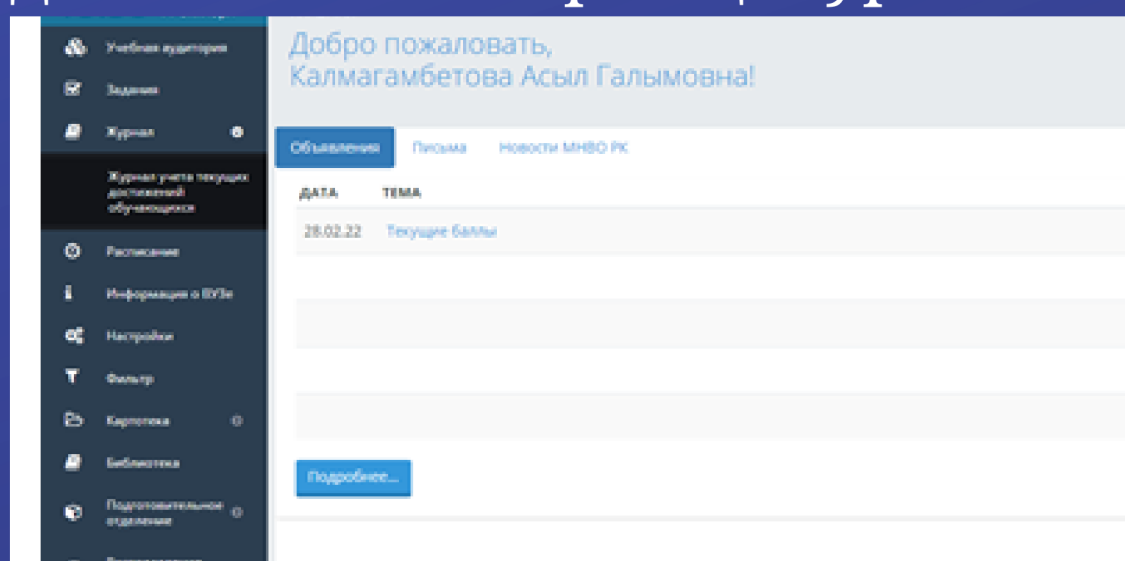 Учебная аудитория
Задания
Журнал
Журнал учета текущих
достижений
обучающихся
Расписание
Информация о ВУЗе
Настройки
Фильтр
Картотека
Библиотека
Подготовительное
отделение
Добро пожаловать,
Калмагамбетова Асыл Галымовна!
Объявления Письма Новости МНВО РК
ДАТА ТЕМА
28.02.22 Текущие баллы
Подробнее...